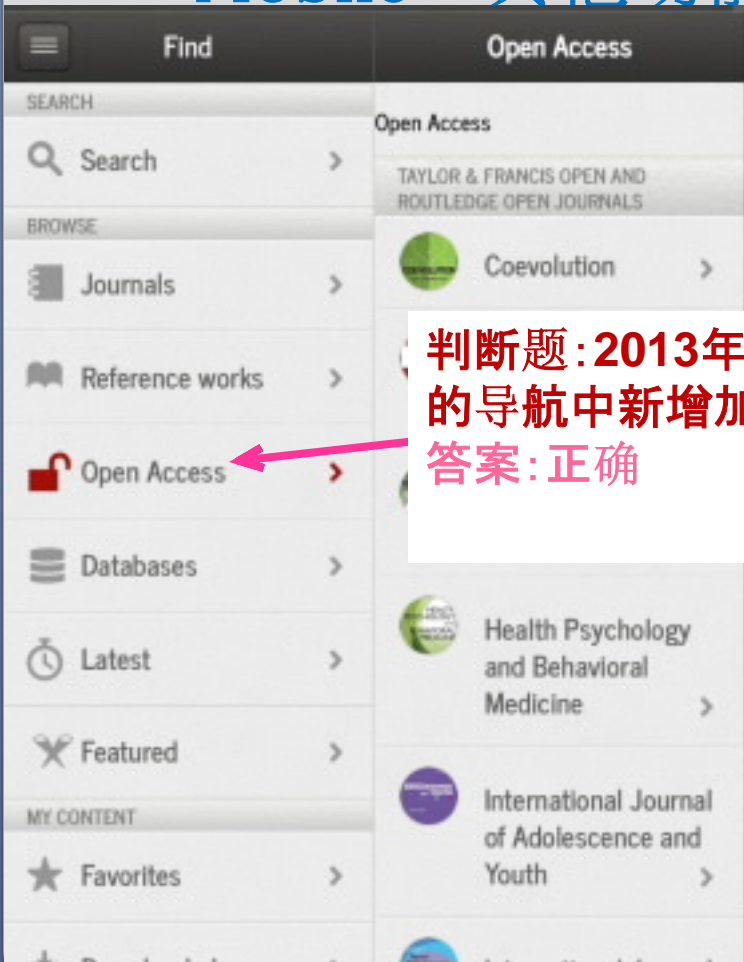 Find
SEARCH
Search
BROWSE
Journals
Reference works
Open Access
Databases
Latest
Featured
MY CONTENT
Favorites
Open Access
Open Access
TAYLOR & FRANCIS OPEN AND
ROUTLEDGE OPEN JOURNALS
Coevolution
判断题:2013年
的导航中新增加
答案:正确
Health Psychology
and Behavioral
Medicine
International Journal
of Adolescence and
Youth